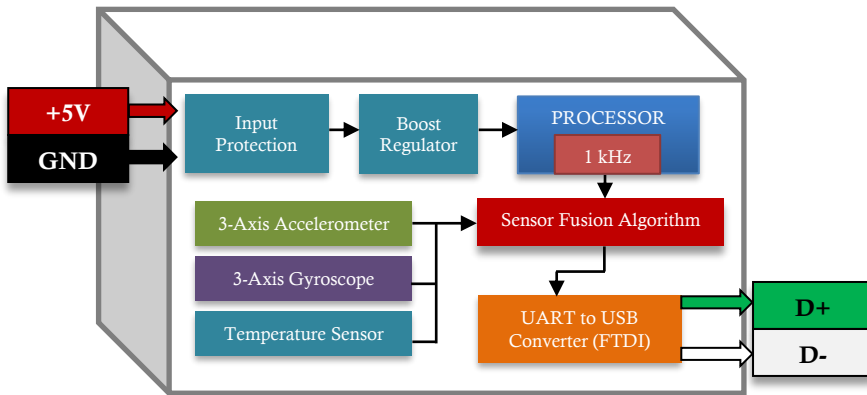 +5V
GND
Input
Protection
Boost
Regulator
PROCESSOR
1 kHz
3-Axis Accelerometer
Sensor Fusion Algorithm
3-Axis Gyroscope
Temperature Sensor
UART to USB
Converter (FTDI)
D+
D-